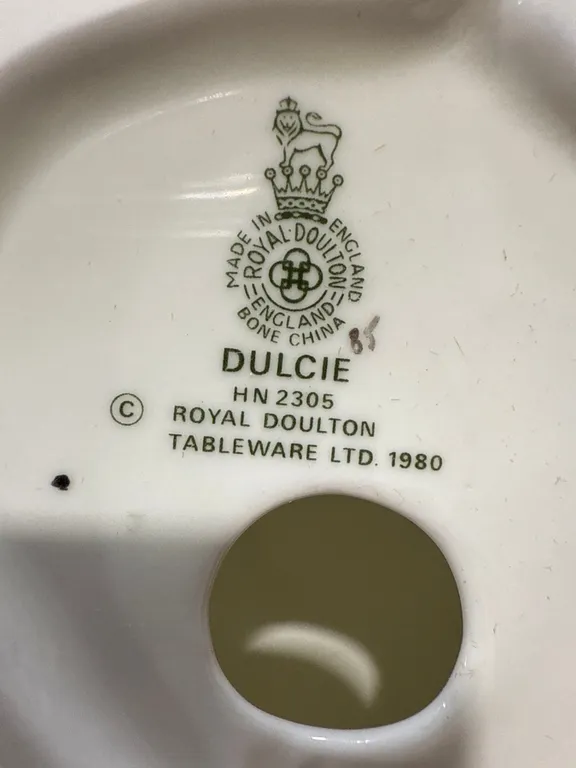 MADE IN ENGLAND
ROYAL·DOULTON
ENGLAND
BONE CHINA
85
DULCIE
HN 2305
© ROYAL DOULTON
TABLEWARE LTD. 1980